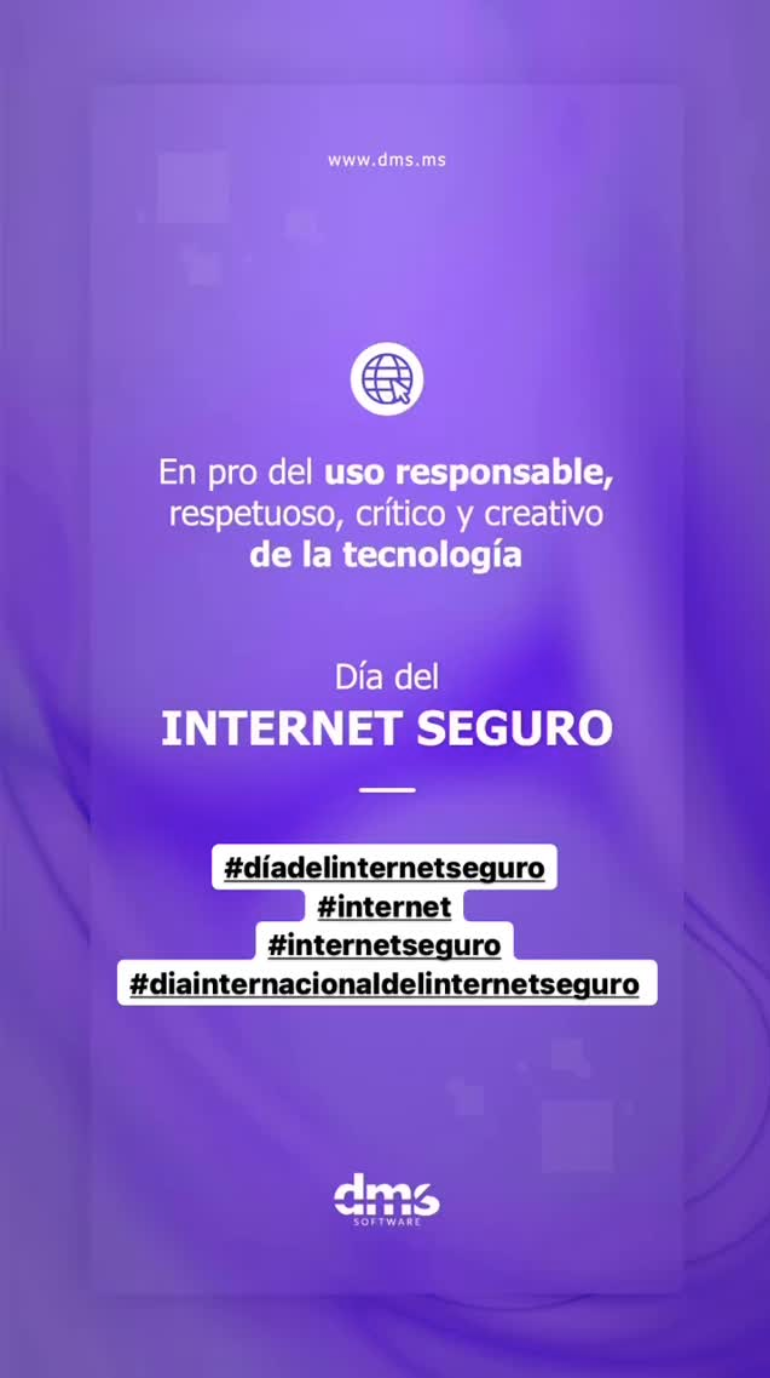 www.dms.ms
En pro del uso responsable,
respetuoso, crítico y creativo
de la tecnología
Día del
INTERNET SEGURO
#díadelinternetseguro
#internet
#internetseguro
#diainternacionaldelinternetseguro
dms
SOFTWARE